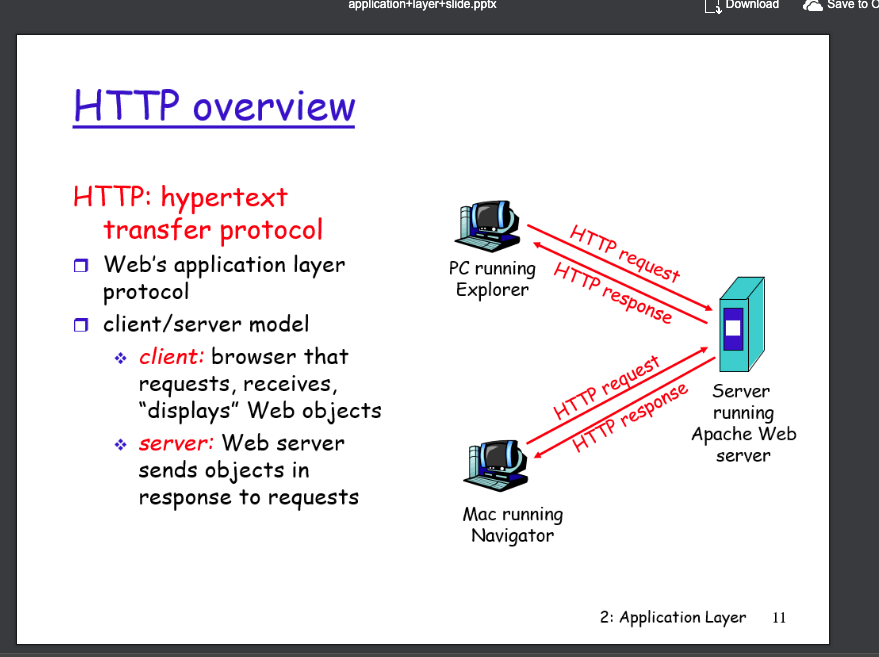 application+layer+slide.pptx
Download
Save to O
HTTP overview
HTTP: hypertext
transfer protocol
Web's application layer
protocol
client/server model
client: browser that
requests, receives,
"displays" Web objects
server: Web server
sends objects in
response to requests
HTTP request
HTTP response
PC running
Explorer
HTTP request
HTTP response
Server
running
Apache Web
server
Mac running
Navigator
2: Application Layer 11